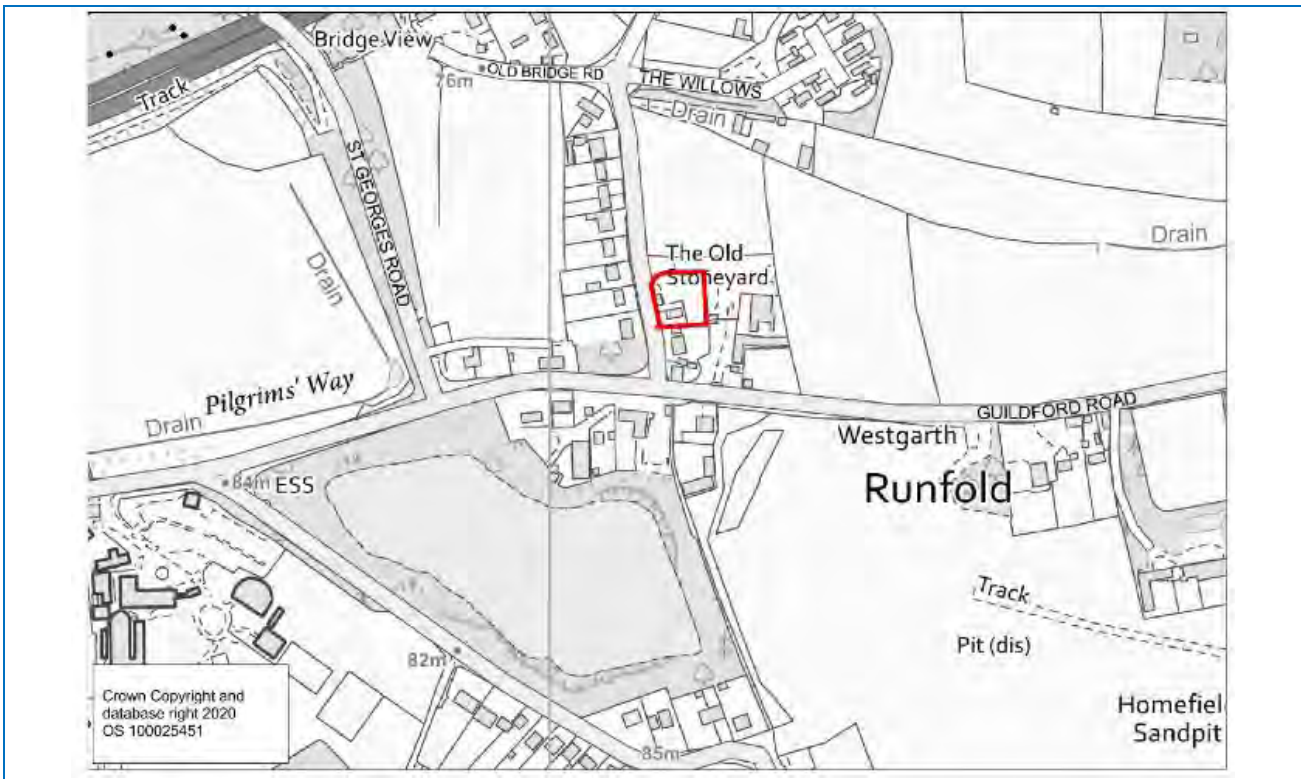 Bridge View
OLD BRIDGE RD
76m
THE WILLOWS
Track
Drain
ST GEORGES ROAD
Drain
Drain
The Old
Stoneyard
Pilgrims' Way
Drain
GUILDFORD ROAD
Westgarth
84m
ESS
Runfold
Track
Pit (dis)
82m
Crown Copyright and
database right 2020
OS 100025451
Homefiel
Sandpit
85m